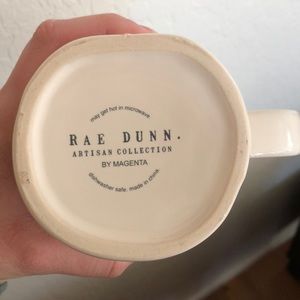 may get hot in microwave
RAE DUNN.
ARTISAN COLLECTION
BY MAGENTA
dishwasher safe. made in china.